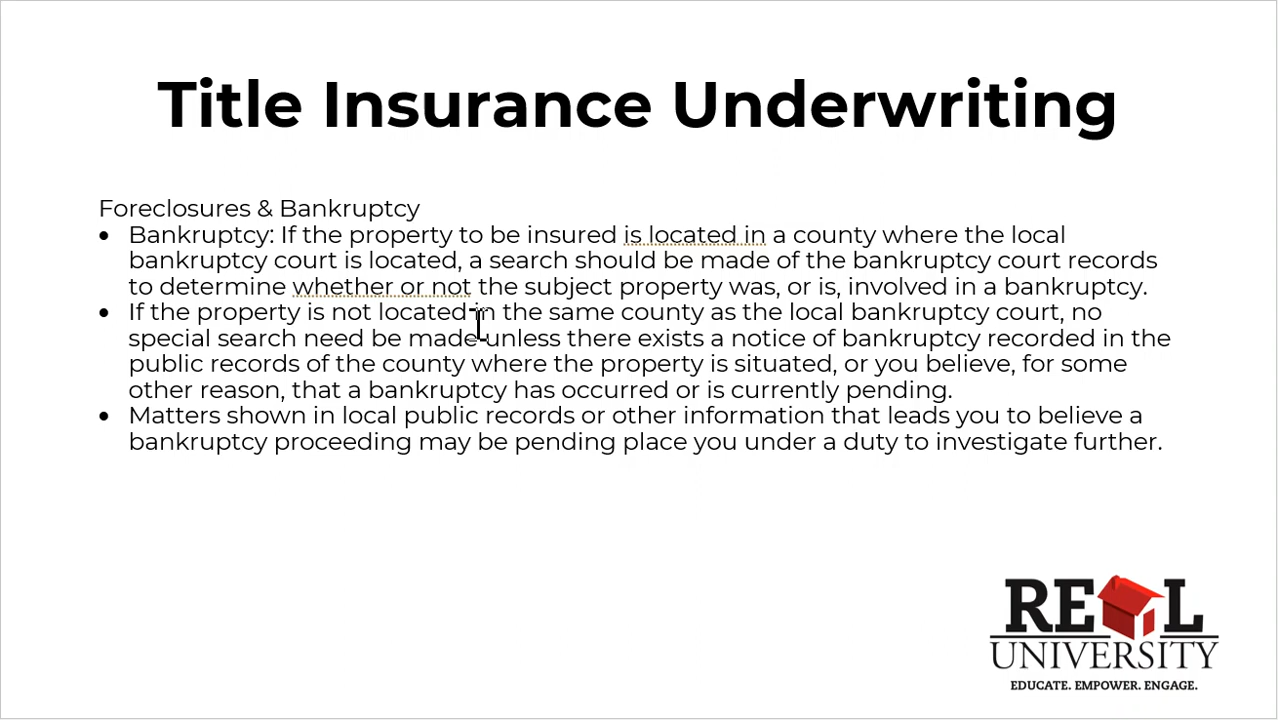 Title Insurance Underwriting
Foreclosures & Bankruptcy
• Bankruptcy: If the property to be insured is located in a county where the local
bankruptcy court is located, a search should be made of the bankruptcy court records
to determine whether or not the subject property was, or is, involved in a bankruptcy.
• If the property is not located in the same county as the local bankruptcy court, no
special search need be made unless there exists a notice of bankruptcy recorded in the
public records of the county where the property is situated, or you believe, for some
other reason, that a bankruptcy has occurred or is currently pending.
• Matters shown in local public records or other information that leads you to believe a
bankruptcy proceeding may be pending place you under a duty to investigate further.
RE L
UNIVERSITY
EDUCATE. EMPOWER. ENGAGE.